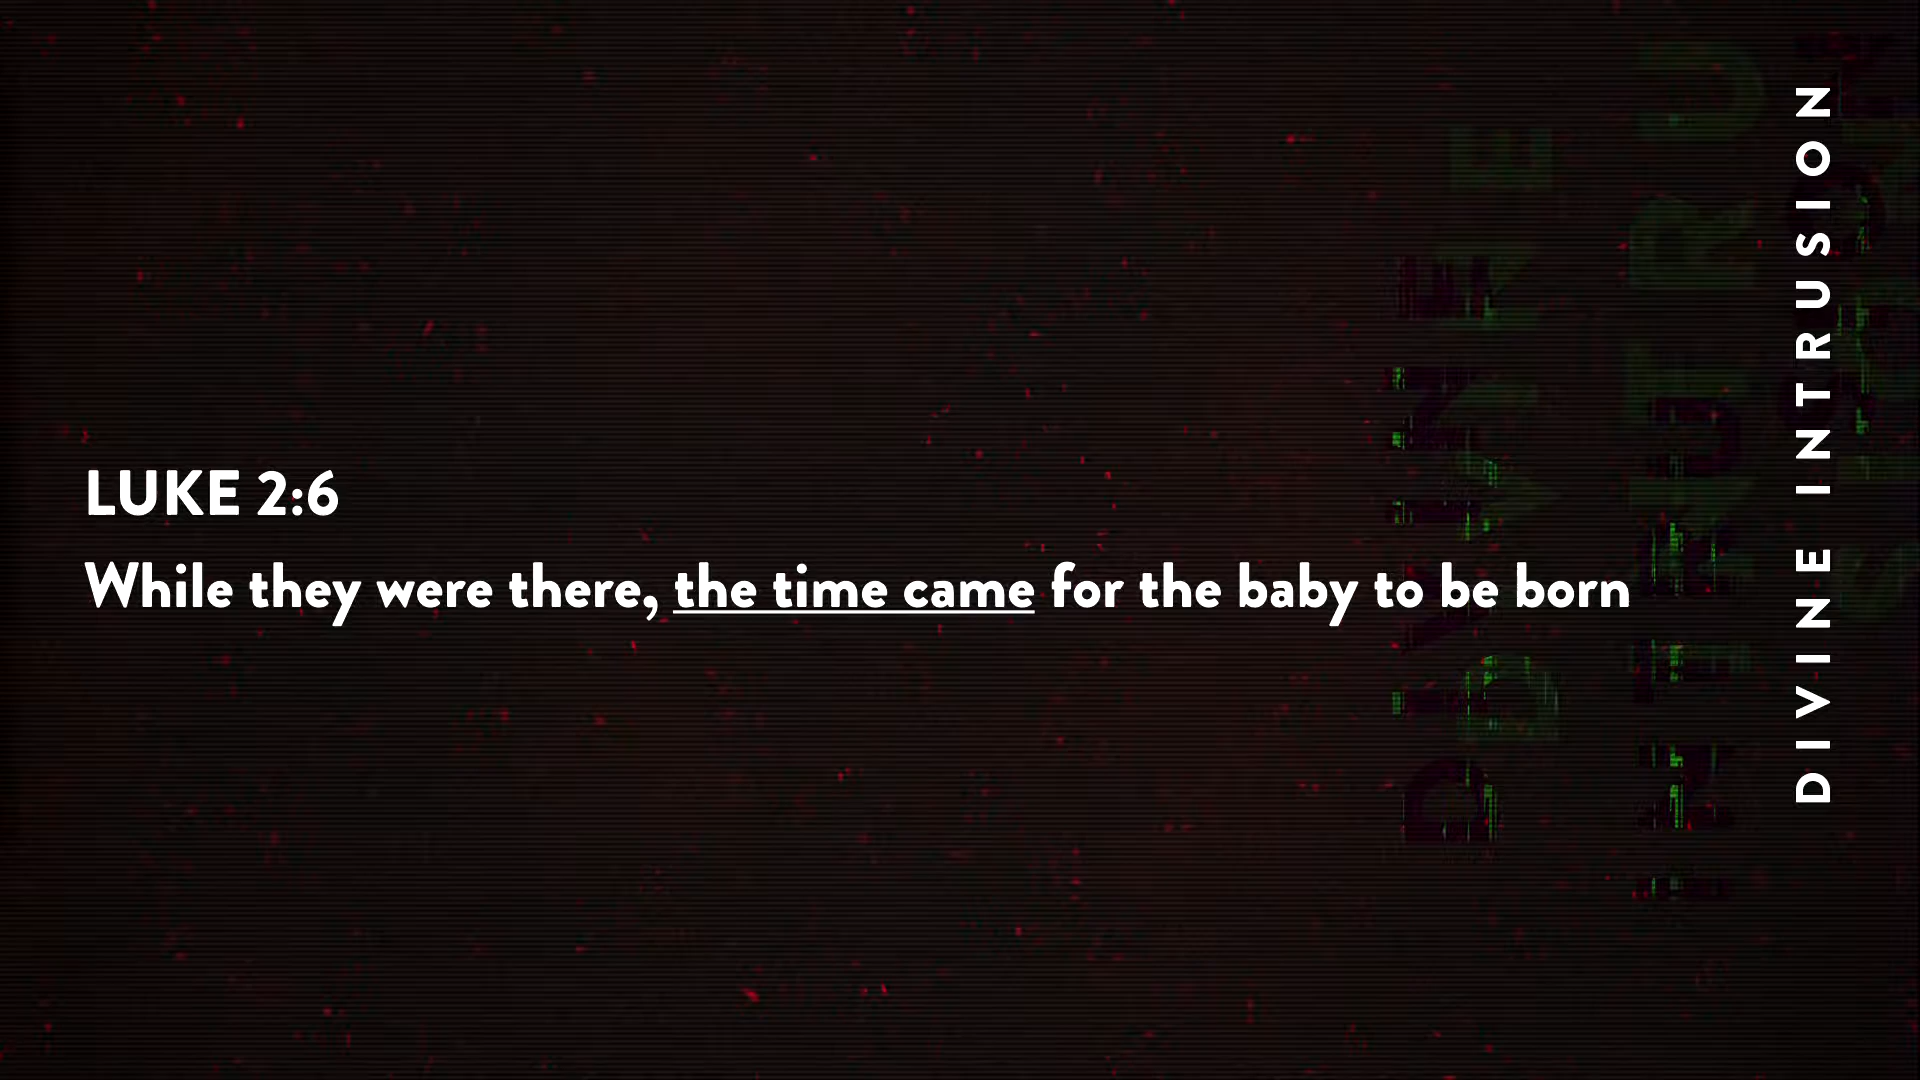 LUKE 2:6
While they were there, the time came for the baby to be born
DIVINE INTRUSION